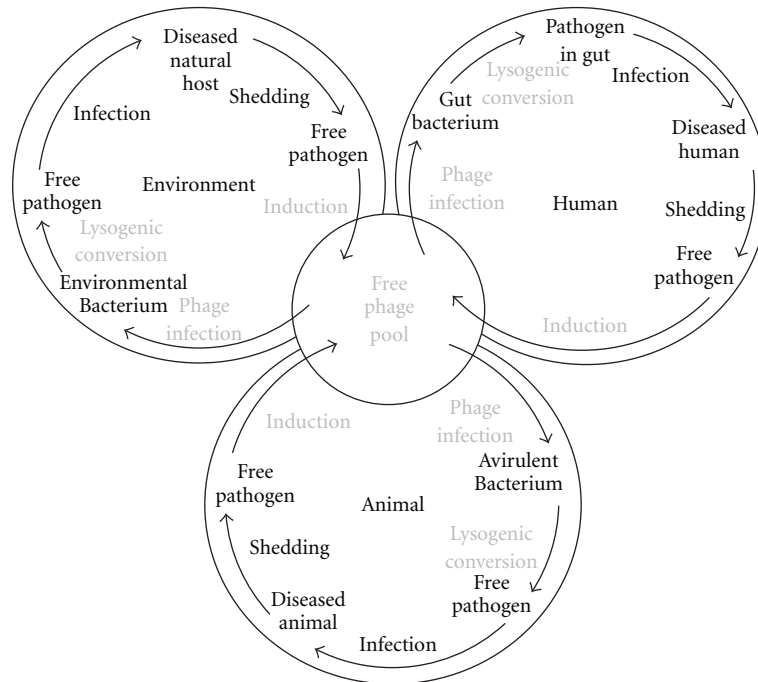 Diseased
natural
host
Shedding
Infection
Free
pathogen
Free
pathogen
Environment
Induction
Lysogenic
conversion
Environmental
Bacterium
Phage
infection
Pathogen
in gut
Lysogenic
conversion
Infection
Gut
bacterium
Diseased
human
Phage
infection
Human
Shedding
Free
pathogen
Induction
Free
phage
pool
Induction
Phage
infection
Free
pathogen
Avirulent
Bacterium
Animal
Shedding
Lysogenic
conversion
Free
pathogen
Diseased
animal
Infection